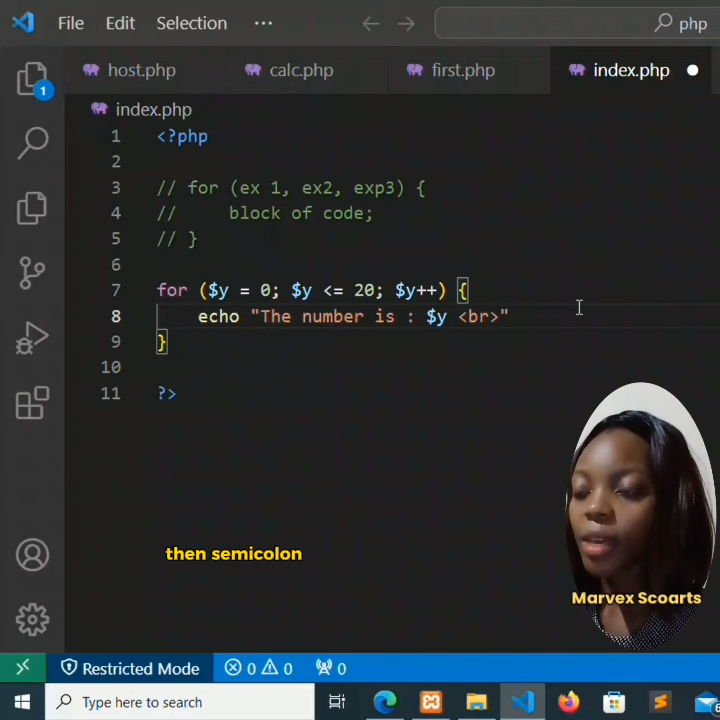 File Edit Selection ··· php
host.php calc.php first.php index.php
index.php
1 <?php
2
3 // for (ex 1, ex2, exp3) {
4 //     block of code;
5 // }
6
7 for ($y = 0; $y <= 20; $y++) {
8     echo "The number is : $y <br>"
9 }
10
11 ?>
1
then semicolon
Marvex Scoarts
Restricted Mode 0 0 0
Type here to search